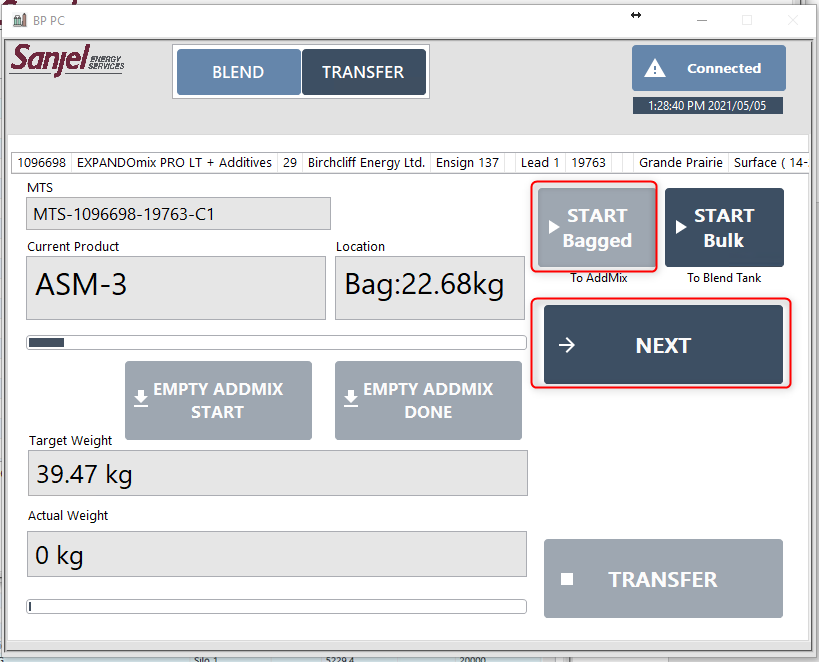 BP PC
Sanjel ENERGY SERVICES
BLEND
TRANSFER
Connected
1:28:40 PM 2021/05/05
1096698 EXPANDOmix PRO LT + Additives 29 Birchcliff Energy Ltd. Ensign 137 Lead 1 19763 Grande Prairie Surface ( 14-
MTS
MTS-1096698-19763-C1
START
Bagged
START
Bulk
To AddMix
To Blend Tank
Current Product
Location
ASM-3
Bag:22.68kg
NEXT
EMPTY ADDMIX
START
EMPTY ADDMIX
DONE
Target Weight
39.47 kg
Actual Weight
0 kg
TRANSFER
Silo 1 5229.4 20000